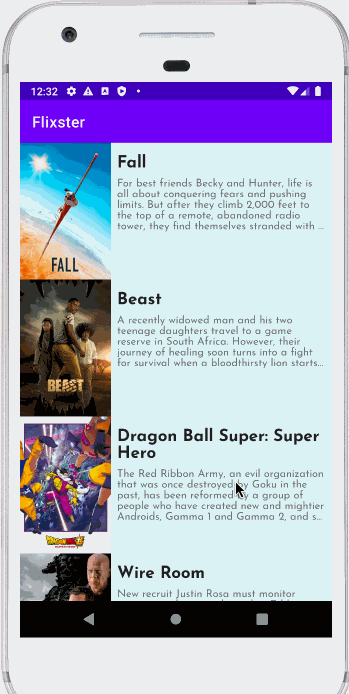 12:32
Flixster
FALL
Fall
For best friends Becky and Hunter, life is
all about conquering fears and pushing
limits. But after they climb 2,000 feet to
the top of a remote, abandoned radio
tower, they find themselves stranded with ...
BEAST
Beast
A recently widowed man and his two
teenage daughters travel to a game
reserve in South Africa. However, their
journey of healing soon turns into a fight
for survival when a bloodthirsty lion starts...
Dragon Ball Super: Super
Hero
The Red Ribbon Army, an evil organization
that was once destroyed by Goku in the
past, has been reformed by a group of
people who have created new and mightier
Androids, Gamma 1 and Gamma 2, and s...
Wire Room
New recruit Justin Rosa must monitor